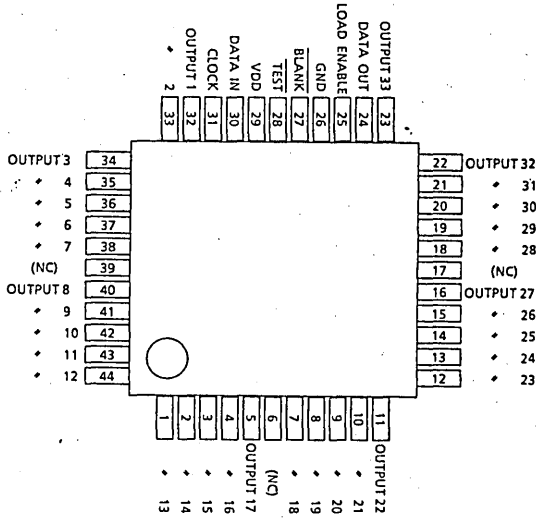 〃 2
OUTPUT 1
CLOCK
DATA IN
VDD
TEST
BLANK
GND
LOAD ENABLE
DATA OUT
OUTPUT 33
33
32
31
30
29
28
27
26
25
24
23
OUTPUT 3 34
〃 4 35
〃 5 36
〃 6 37
〃 7 38
(NC) 39
OUTPUT 8 40
〃 9 41
〃 10 42
〃 11 43
〃 12 44
22 OUTPUT 32
21 〃 31
20 〃 30
19 〃 29
18 〃 28
17 (NC)
16 OUTPUT 27
15 〃 26
14 〃 25
13 〃 24
12 〃 23
1
2
3
4
5
6
7
8
9
10
11
〃 13
〃 14
〃 15
〃 16
OUTPUT 17
(NC)
〃 18
〃 19
〃 20
〃 21
OUTPUT 22